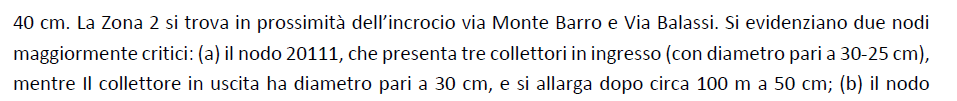 40 cm. La Zona 2 si trova in prossimità dell’incrocio via Monte Barro e Via Balassi. Si evidenziano due nodi
maggiormente critici: (a) il nodo 20111, che presenta tre collettori in ingresso (con diametro pari a 30-25 cm),
mentre Il collettore in uscita ha diametro pari a 30 cm, e si allarga dopo circa 100 m a 50 cm; (b) il nodo